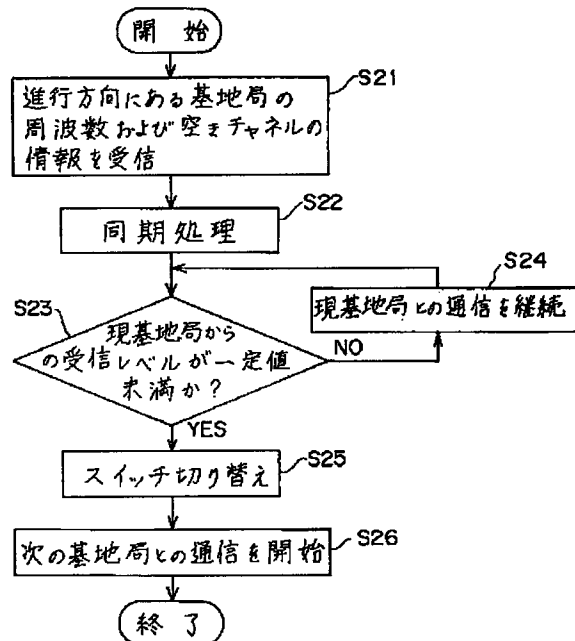 開始
S21
進行方向にある基地局の
周波数および空きチャネルの
情報を受信
S22
同期処理
S24
現基地局との通信を継続
S23
現基地局から
の受信レベルが一定値
未満か?
NO
YES
S25
スイッチ切り替え
S26
次の基地局との通信を開始
終了